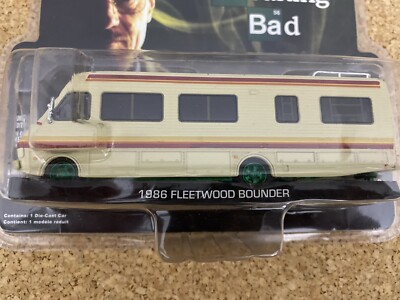 Bad
1986 FLEETWOOD BOUNDER
Contains: 1 Die-Cast Car
Contient: 1 modèle réduit